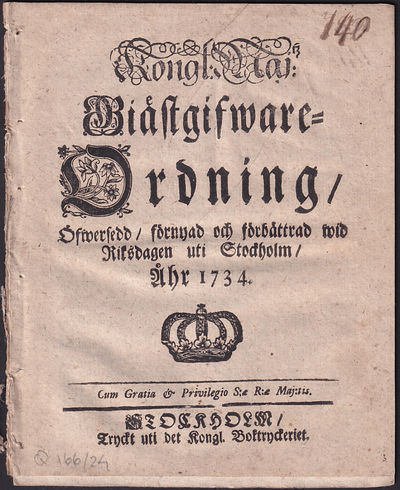 140
Kongl. Maj:tz
Giästgifware=
Ordning/
Ofwersedd/ förnyad och förbättrad wid
Riksdagen uti Stockholm/
Åhr 1734.
Cum Gratia & Privilegio S:æ R:æ Maj:tis.
STOCKHOLM/
Tryckt uti det Kongl. Boktryckeriet.
Q 166/24